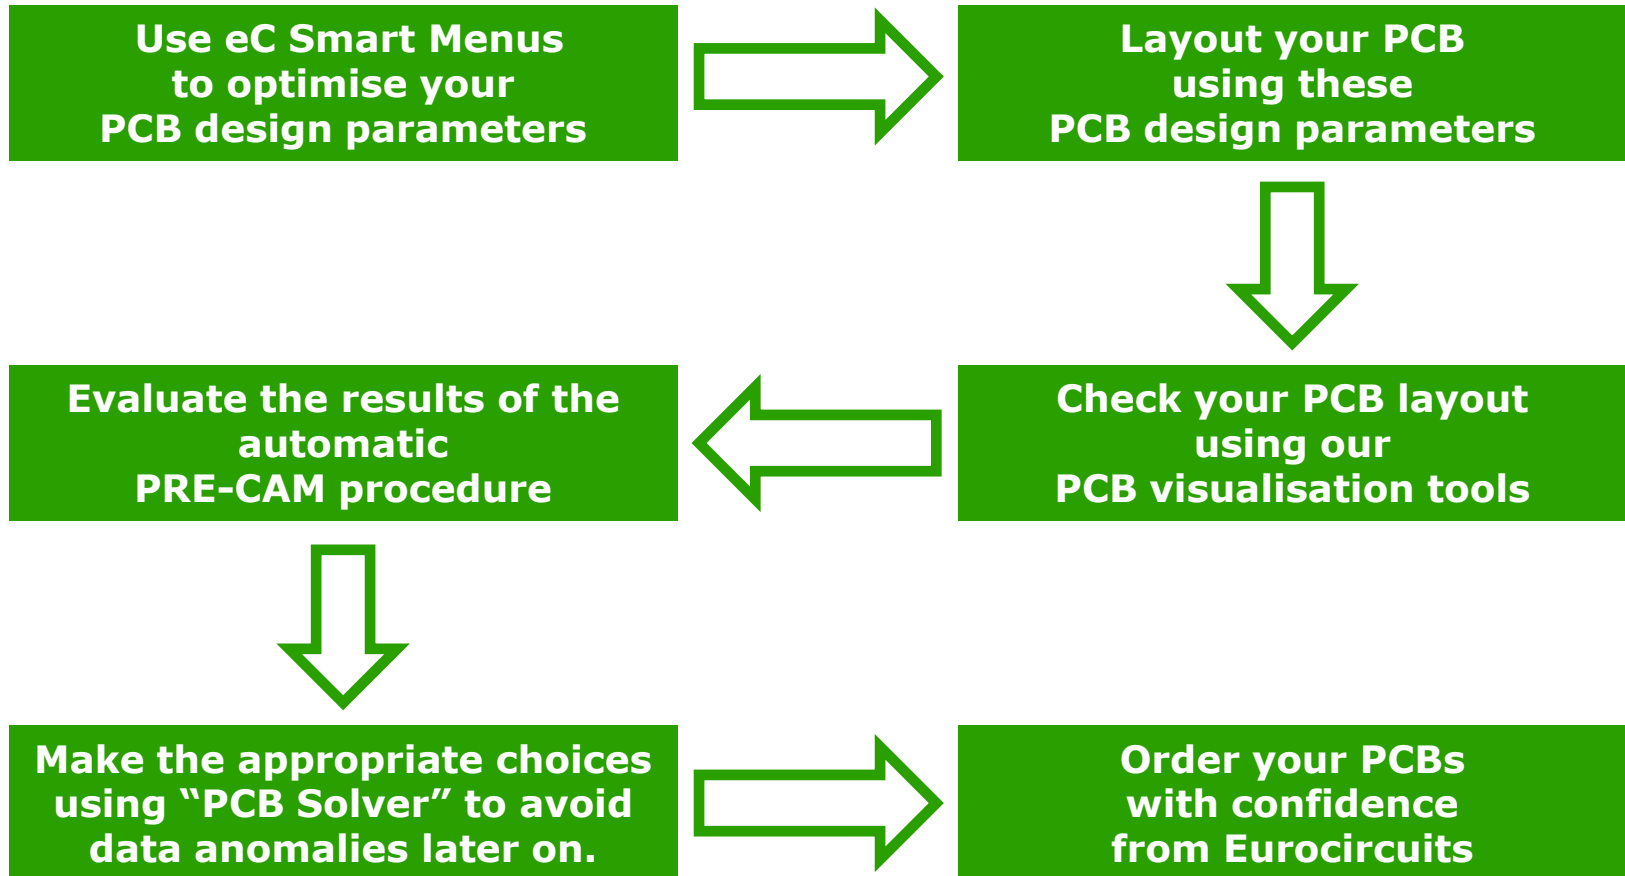 Use eC Smart Menus
to optimise your
PCB design parameters
Layout your PCB
using these
PCB design parameters
Check your PCB layout
using our
PCB visualisation tools
Evaluate the results of the
automatic
PRE-CAM procedure
Make the appropriate choices
using “PCB Solver” to avoid
data anomalies later on.
Order your PCBs
with confidence
from Eurocircuits